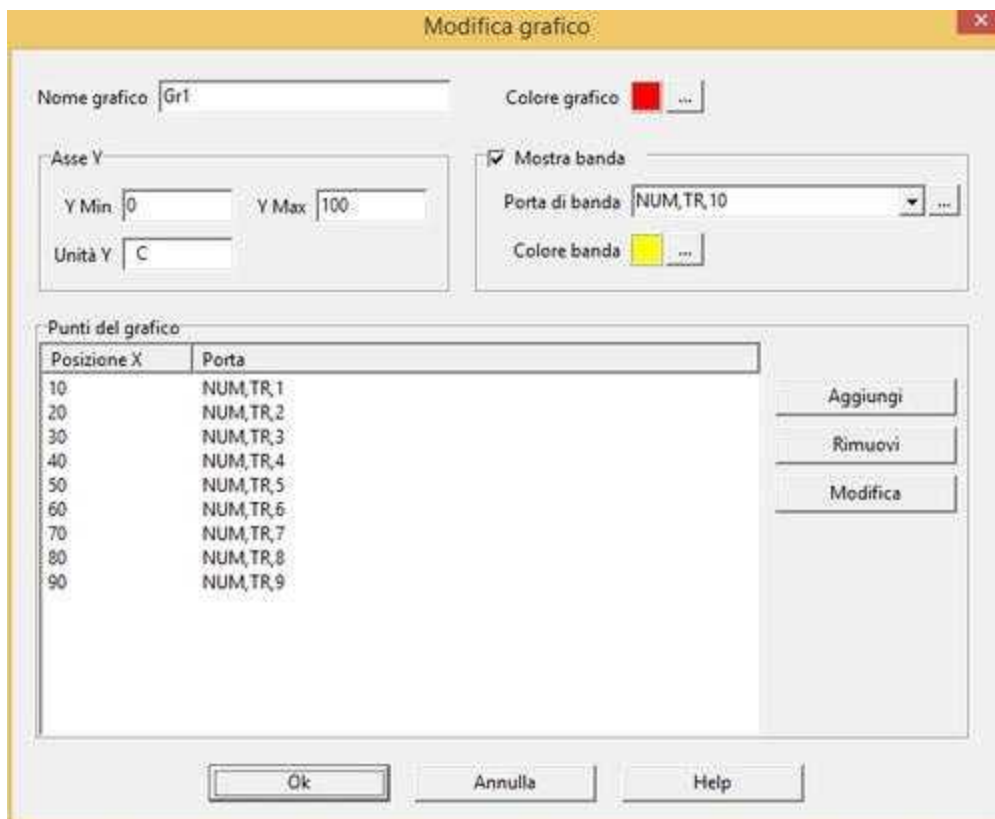 Modifica grafico
Nome grafico Gr1 Colore grafico ...
Asse Y Mostra banda
Y Min 0 Y Max 100 Porta di banda NUM,TR,10 ...
Unità Y C Colore banda ...
Punti del grafico
Posizione X Porta
10 NUM,TR,1
20 NUM,TR,2
30 NUM,TR,3
40 NUM,TR,4
50 NUM,TR,5
60 NUM,TR,6
70 NUM,TR,7
80 NUM,TR,8
90 NUM,TR,9
Aggiungi
Rimuovi
Modifica
Ok Annulla Help